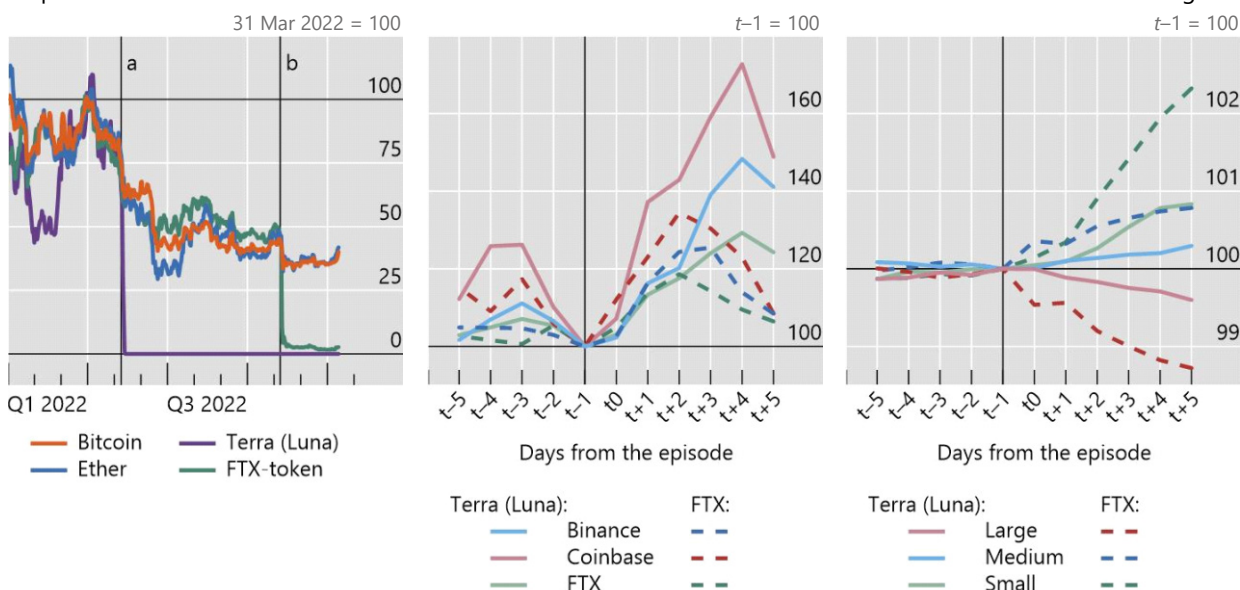 31 Mar 2022 = 100
a
b
100
75
50
25
0
Q1 2022
Q3 2022
Bitcoin
Terra (Luna)
Ether
FTX-token
t–1 = 100
160
140
120
100
t–5
t–4
t–3
t–2
t–1
t0
t+1
t+2
t+3
t+4
t+5
Days from the episode
Terra (Luna):
FTX:
Binance
Coinbase
FTX
t–1 = 100
102
101
100
99
t–5
t–4
t–3
t–2
t–1
t0
t+1
t+2
t+3
t+4
t+5
Days from the episode
Terra (Luna):
FTX:
Large
Medium
Small